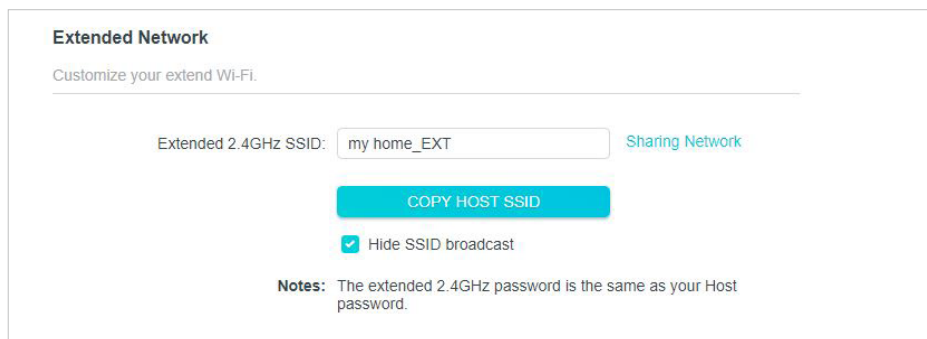 Extended Network
Customize your extend Wi-Fi.
Extended 2.4GHz SSID: my home_EXT Sharing Network
COPY HOST SSID
Hide SSID broadcast
Notes: The extended 2.4GHz password is the same as your Host
password.